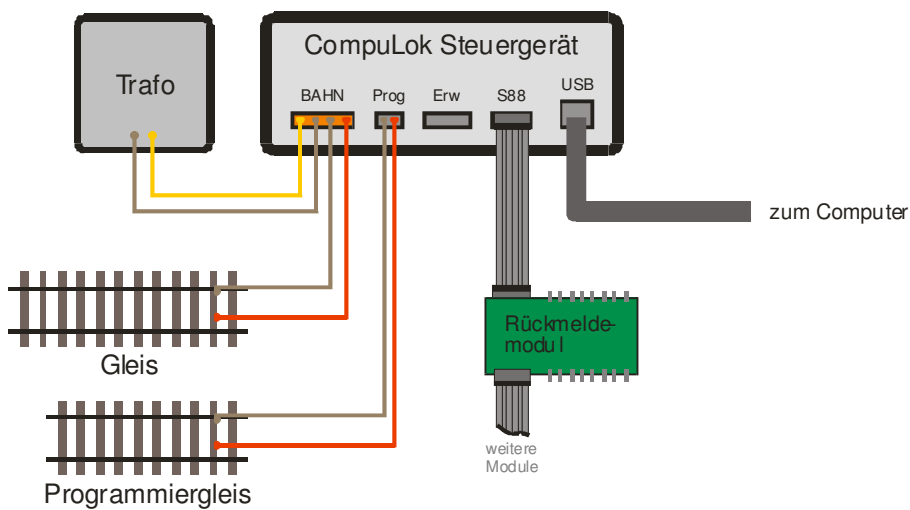 CompuLok Steuergerät
Trafo
BAHN
Prog
Erw
S88
USB
zum Computer
Rückmelde-
modul
Gleis
weitere
Module
Programmiergleis